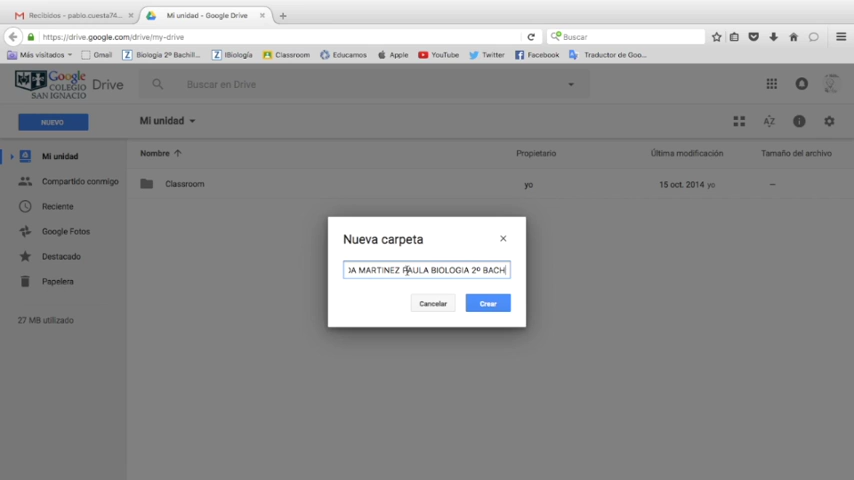 Recibidos - pablo.cuesta74...
Mi unidad - Google Drive
https://drive.google.com/drive/my-drive
Buscar
Más visitados
Gmail
Biologia 2º Bachill...
iBiología
Classroom
Educamos
Apple
YouTube
Twitter
Facebook
Traductor de Goo...
Google
COLEGIO
SAN IGNACIO
Drive
Buscar en Drive
NUEVO
Mi unidad
Mi unidad
Compartido conmigo
Reciente
Google Fotos
Destacado
Papelera
27 MB utilizado
Nombre
Propietario
Última modificación
Tamaño del archivo
Classroom
yo
15 oct. 2014 yo
—
Nueva carpeta
DA MARTINEZ PAULA BIOLOGIA 2º BACH
Cancelar
Crear